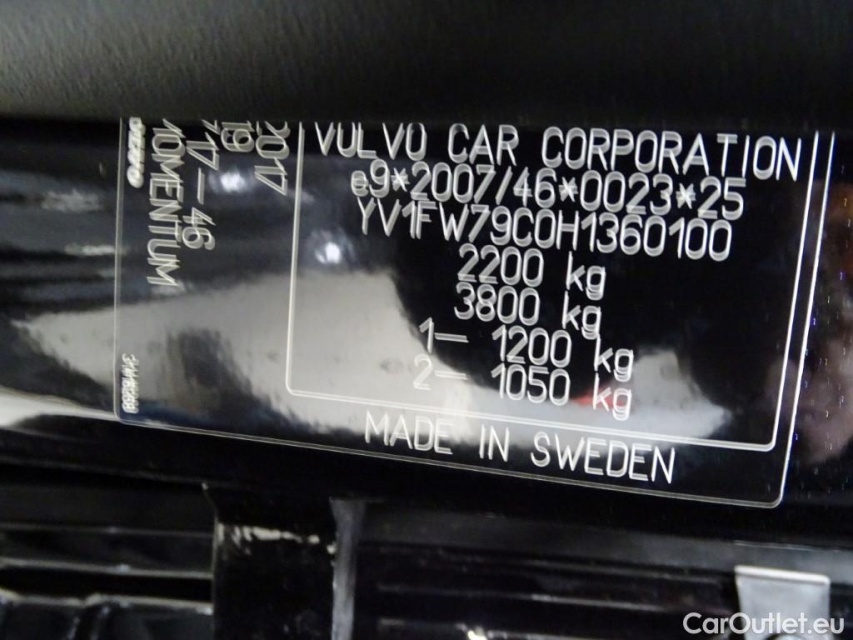 VOLVO CAR CORPORATION
e9*2007/46*0023*25
YV1FW79C0H1360100
2200 kg
3800 kg
1— 1200 kg
2— 1050 kg
MADE IN SWEDEN
2017
19
717—46
MOMENTUM
VOLVO
CarOutlet.eu